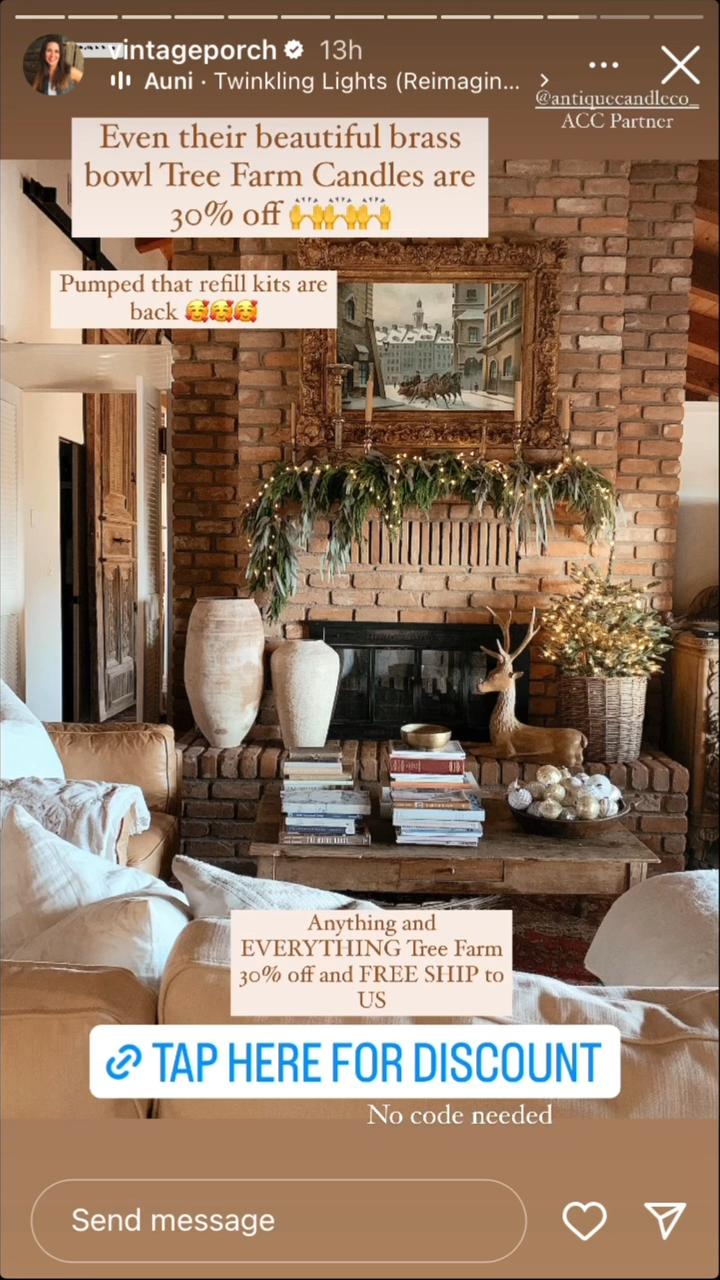 vintageporch 13h
Auni · Twinkling Lights (Reimagin...
@antiquecandleco_
ACC Partner
Even their beautiful brass
bowl Tree Farm Candles are
30% off 🙌🙌🙌
Pumped that refill kits are
back 🥰🥰🥰
Anything and
EVERYTHING Tree Farm
30% off and FREE SHIP to
US
TAP HERE FOR DISCOUNT
No code needed
Send message